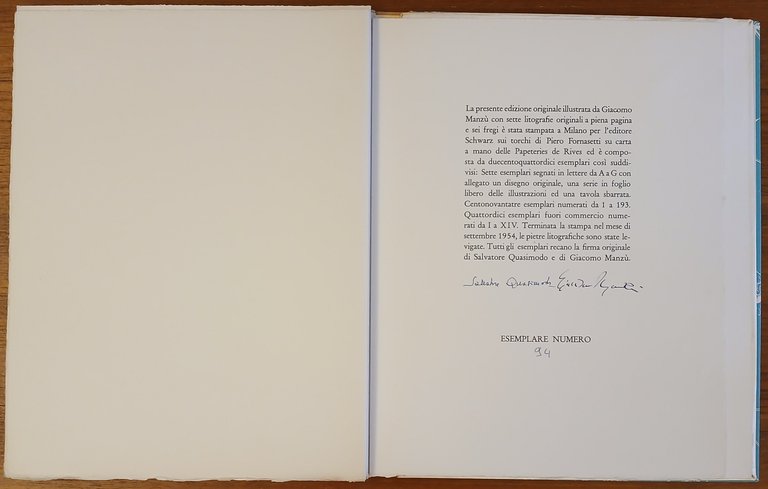 La presente edizione originale illustrata da Giacomo
Manzù con sette litografie originali a piena pagina
e sei fregi è stata stampata a Milano per l'editore
Schwarz sui torchi di Piero Fornasetti su carta
a mano delle Papeteries de Rives ed è compo-
sta da duecentoquattordici esemplari così suddi-
visi: Sette esemplari segnati in lettere da A a G con
allegato un disegno originale, una serie in foglio
libero delle illustrazioni ed una tavola sbarrata.
Centonovantatre esemplari numerati da 1 a 193.
Quattordici esemplari fuori commercio nume-
rati da I a XIV. Terminata la stampa nel mese di
settembre 1954, le pietre litografiche sono state le-
vigate. Tutti gli esemplari recano la firma originale
di Salvatore Quasimodo e di Giacomo Manzù.
Salvatore Quasimodo Giacomo Manzù
ESEMPLARE NUMERO
94